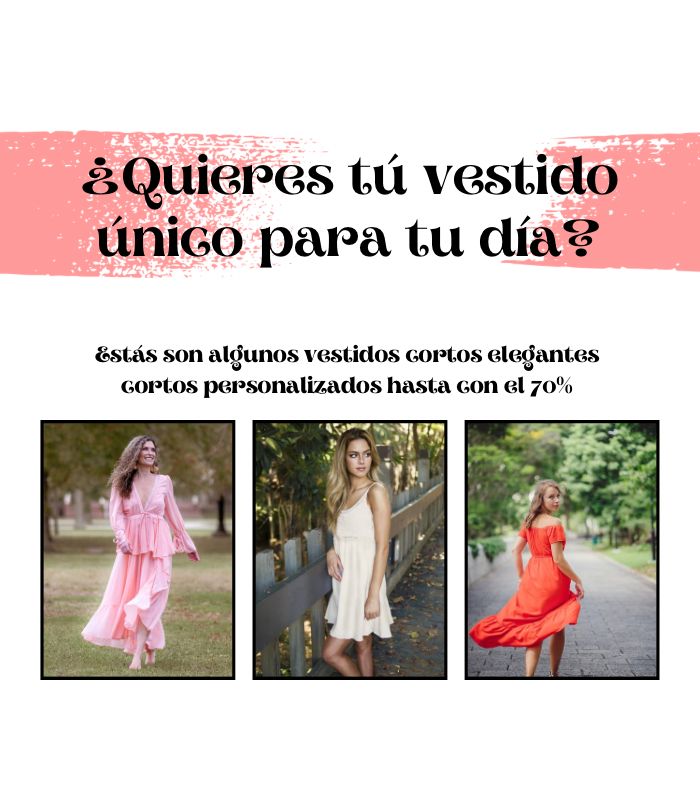 ¿Quieres tú vestido
único para tu día?
Estás son algunos vestidos cortos elegantes
cortos personalizados hasta con el 70%